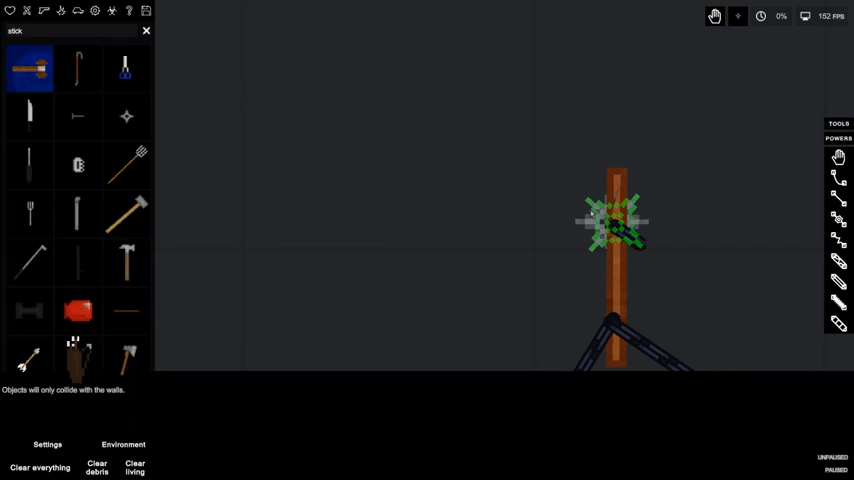 0%
152 FPS
stick
TOOLS
POWERS
Objects will only collide with the walls.
Settings
Environment
Clear everything
Clear debris
Clear living
UNPAUSED
PAUSED